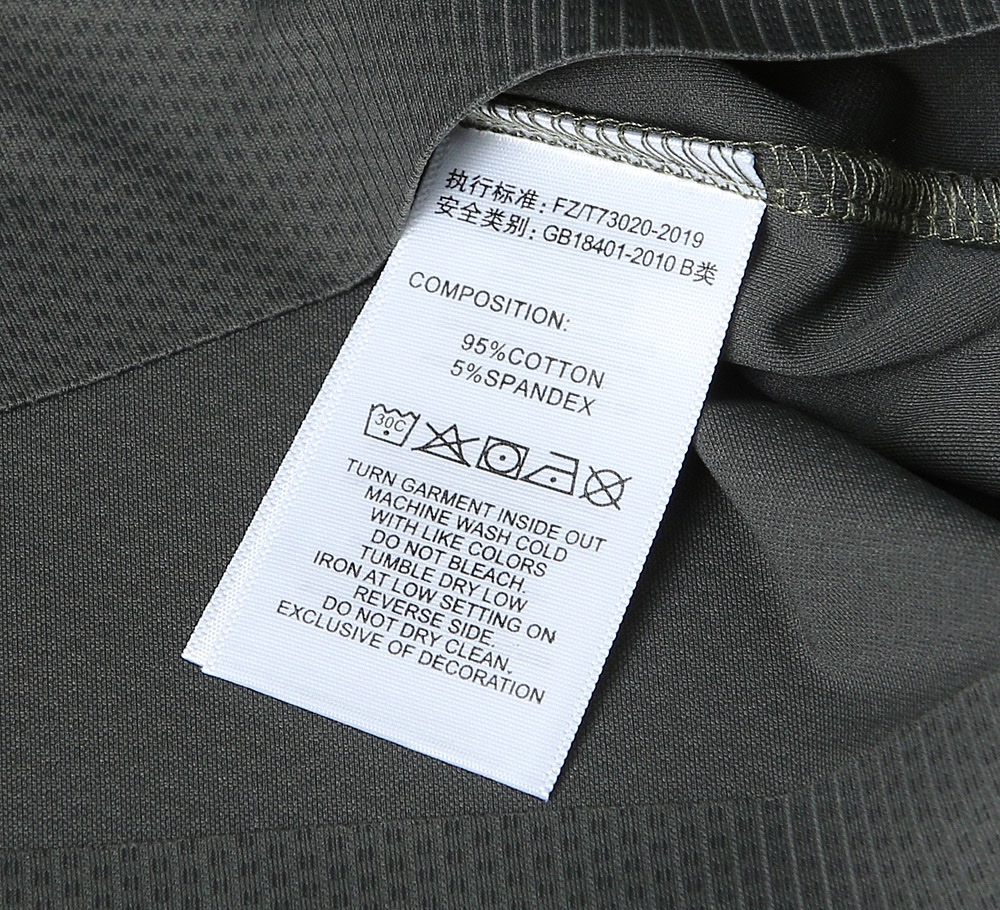 执行标准: FZ/T73020-2019
安全类别: GB18401-2010 B类
COMPOSITION:
95%COTTON
5%SPANDEX
30C
TURN GARMENT INSIDE OUT
MACHINE WASH COLD
WITH LIKE COLORS
DO NOT BLEACH.
TUMBLE DRY LOW
IRON AT LOW SETTING ON
REVERSE SIDE.
DO NOT DRY CLEAN.
EXCLUSIVE OF DECORATION